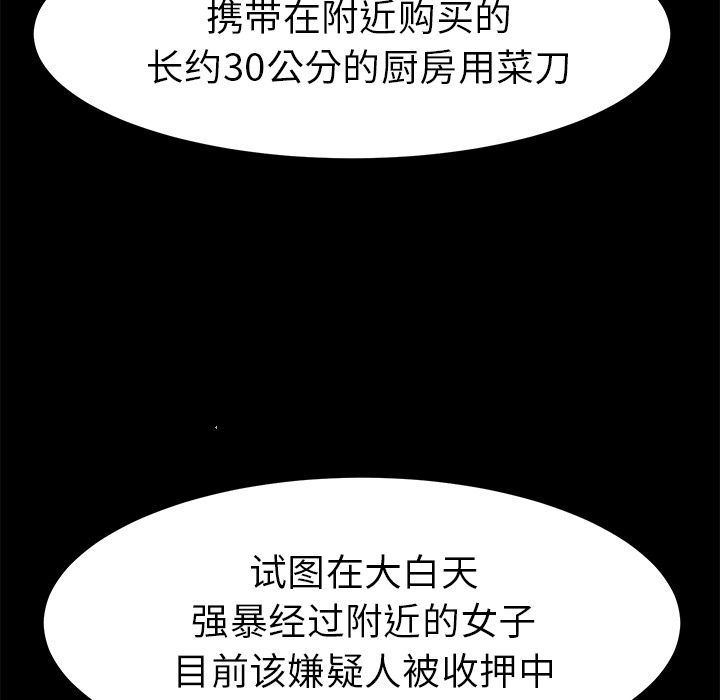 携带在附近购买的
长约30公分的厨房用菜刀
试图在大白天
强暴经过附近的女子
目前该嫌疑人被收押中